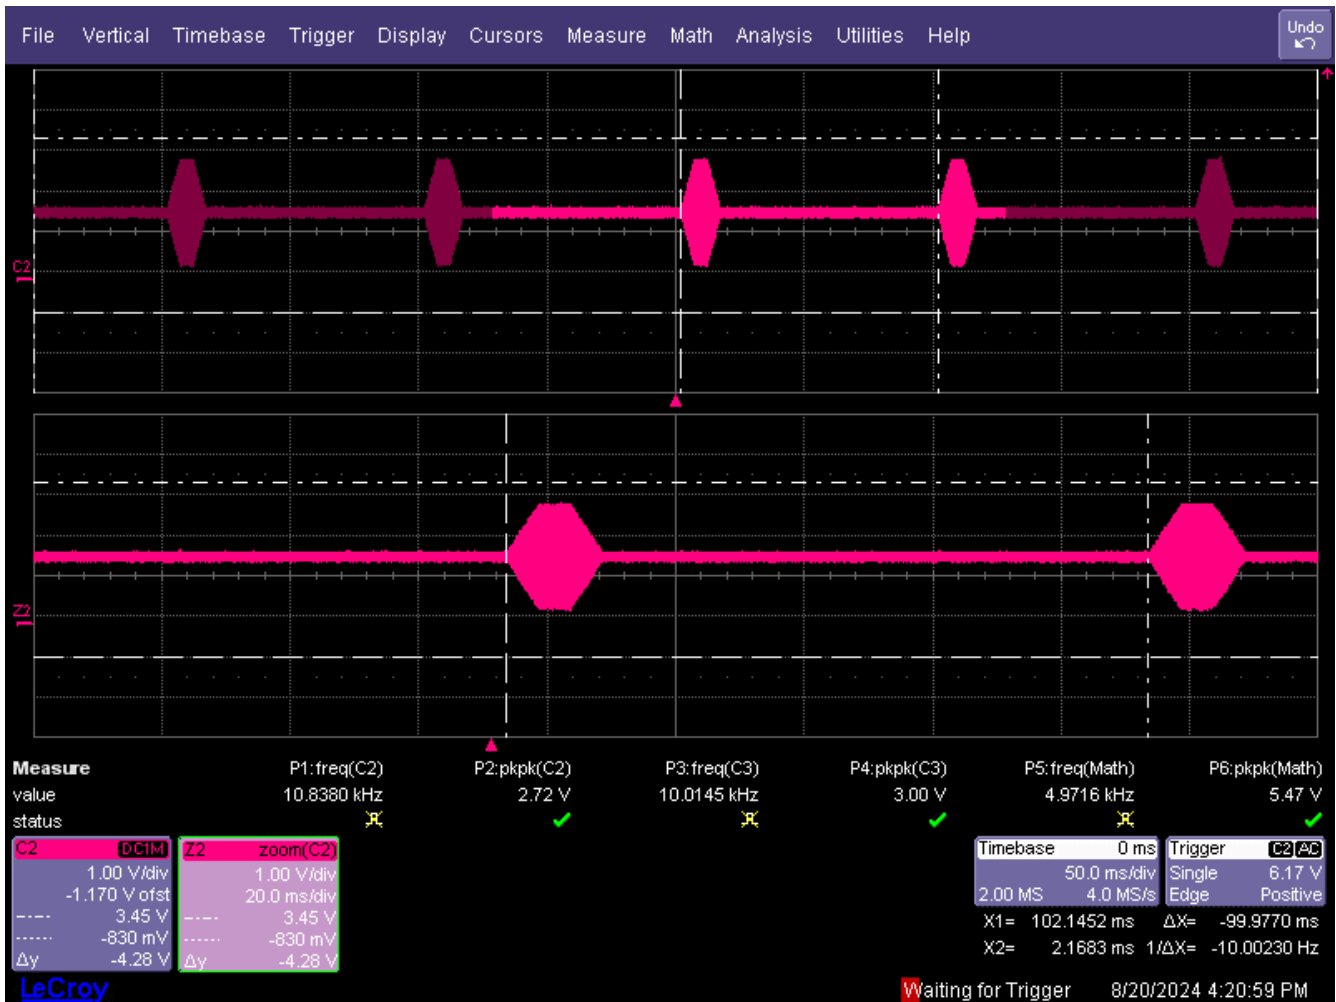 File Vertical Timebase Trigger Display Cursors Measure Math Analysis Utilities Help Undo
C2
Z2
Measure P1:freq(C2) P2:pkpk(C2) P3:freq(C3) P4:pkpk(C3) P5:freq(Math) P6:pkpk(Math)
value 10.8380 kHz 2.72 V 10.0145 kHz 3.00 V 4.9716 kHz 5.47 V
status
C2 DC1M
1.00 V/div
-1.170 V ofst
3.45 V
-830 mV
Δy -4.28 V
Z2 zoom(C2)
1.00 V/div
20.0 ms/div
3.45 V
-830 mV
Δy -4.28 V
Timebase 0 ms
50.0 ms/div
2.00 MS 4.0 MS/s
Trigger C2 AC
Single 6.17 V
Edge Positive
X1= 102.1452 ms ΔX= -99.9770 ms
X2= 2.1683 ms 1/ΔX= -10.00230 Hz
LeCroy
Waiting for Trigger 8/20/2024 4:20:59 PM